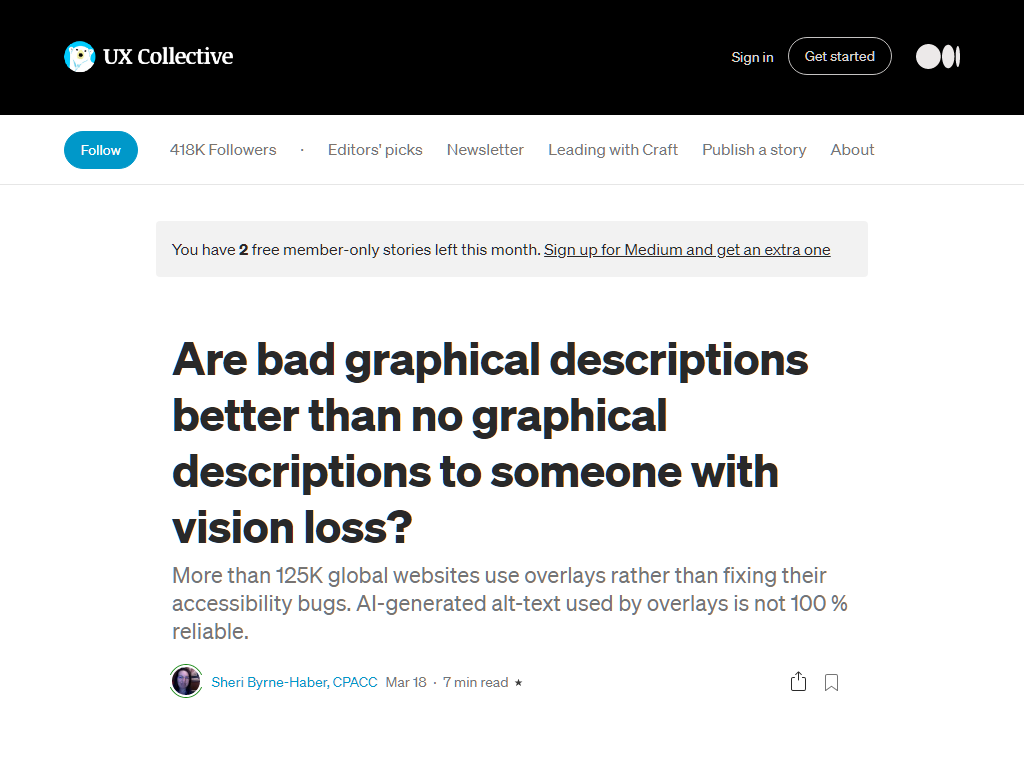 UX Collective
Sign in
Get started
Follow
418K Followers · Editors' picks Newsletter Leading with Craft Publish a story About
You have 2 free member-only stories left this month. Sign up for Medium and get an extra one
Are bad graphical descriptions
better than no graphical
descriptions to someone with
vision loss?
More than 125K global websites use overlays rather than fixing their
accessibility bugs. AI-generated alt-text used by overlays is not 100 %
reliable.
Sheri Byrne-Haber, CPACC Mar 18 · 7 min read ★